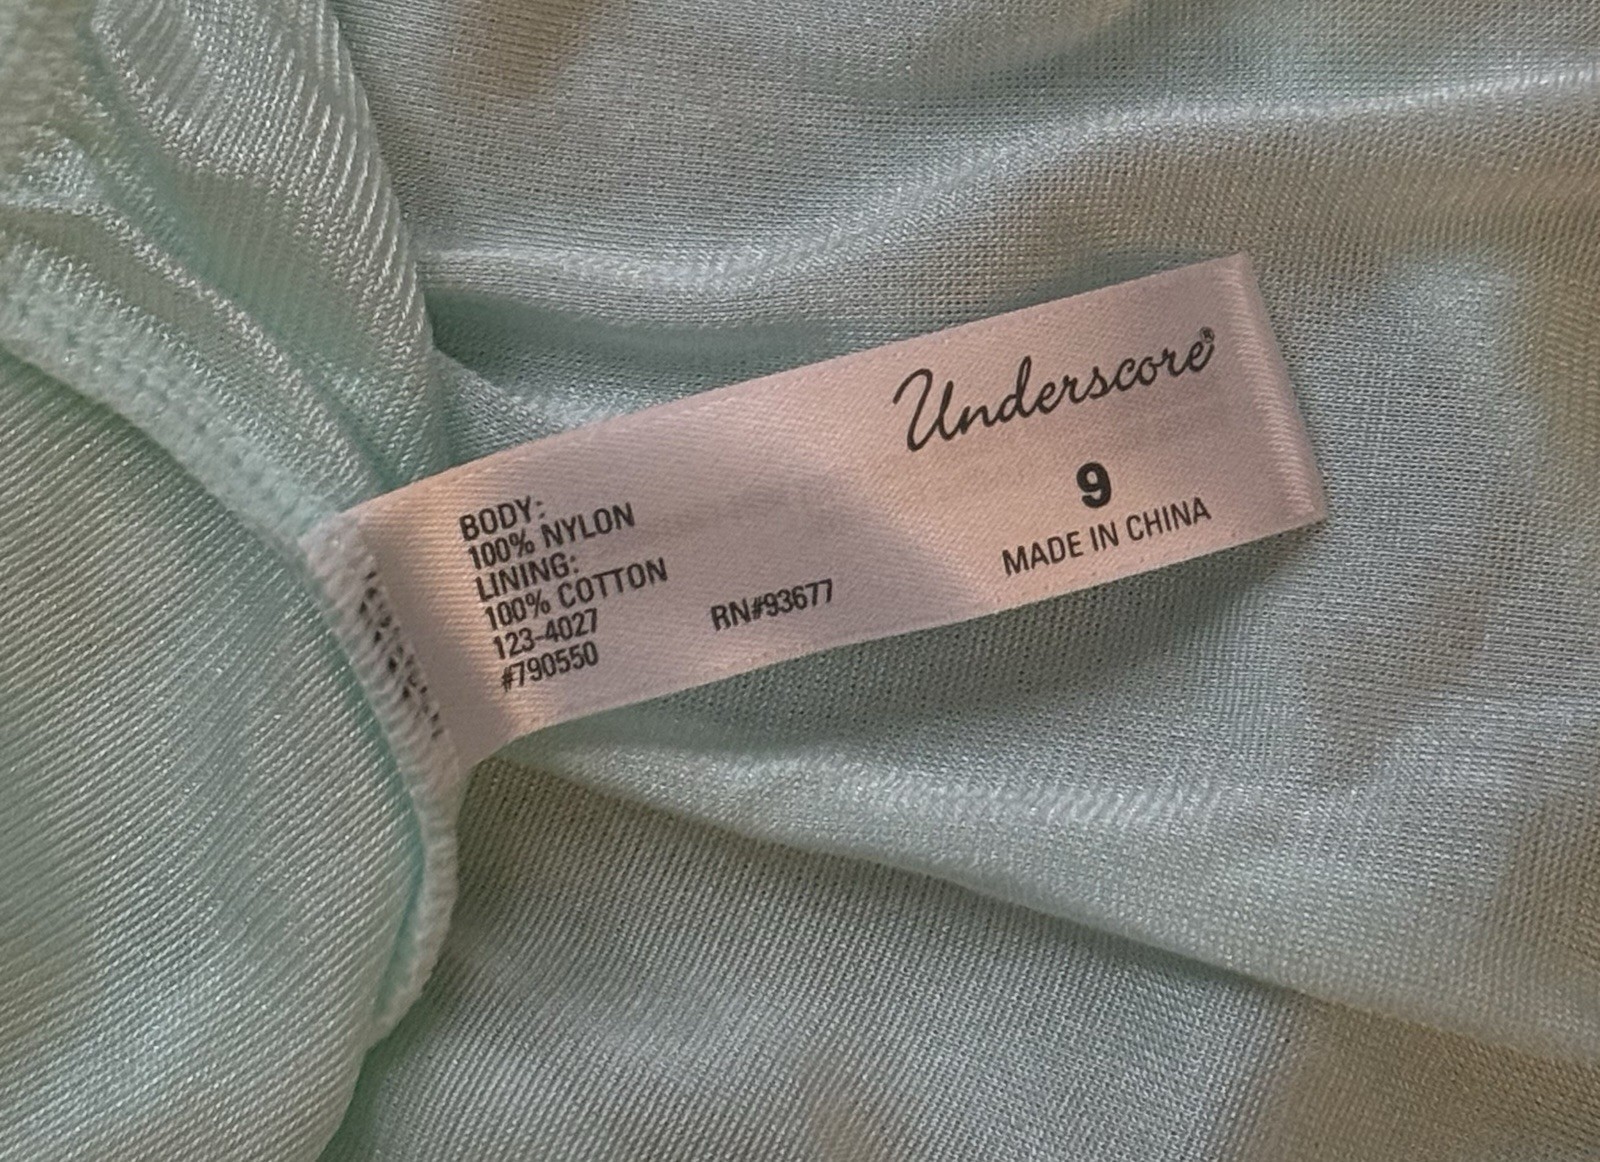 Underscore®
9
MADE IN CHINA
BODY:
100% NYLON
LINING:
100% COTTON
123-4027
#790550
RN#93677